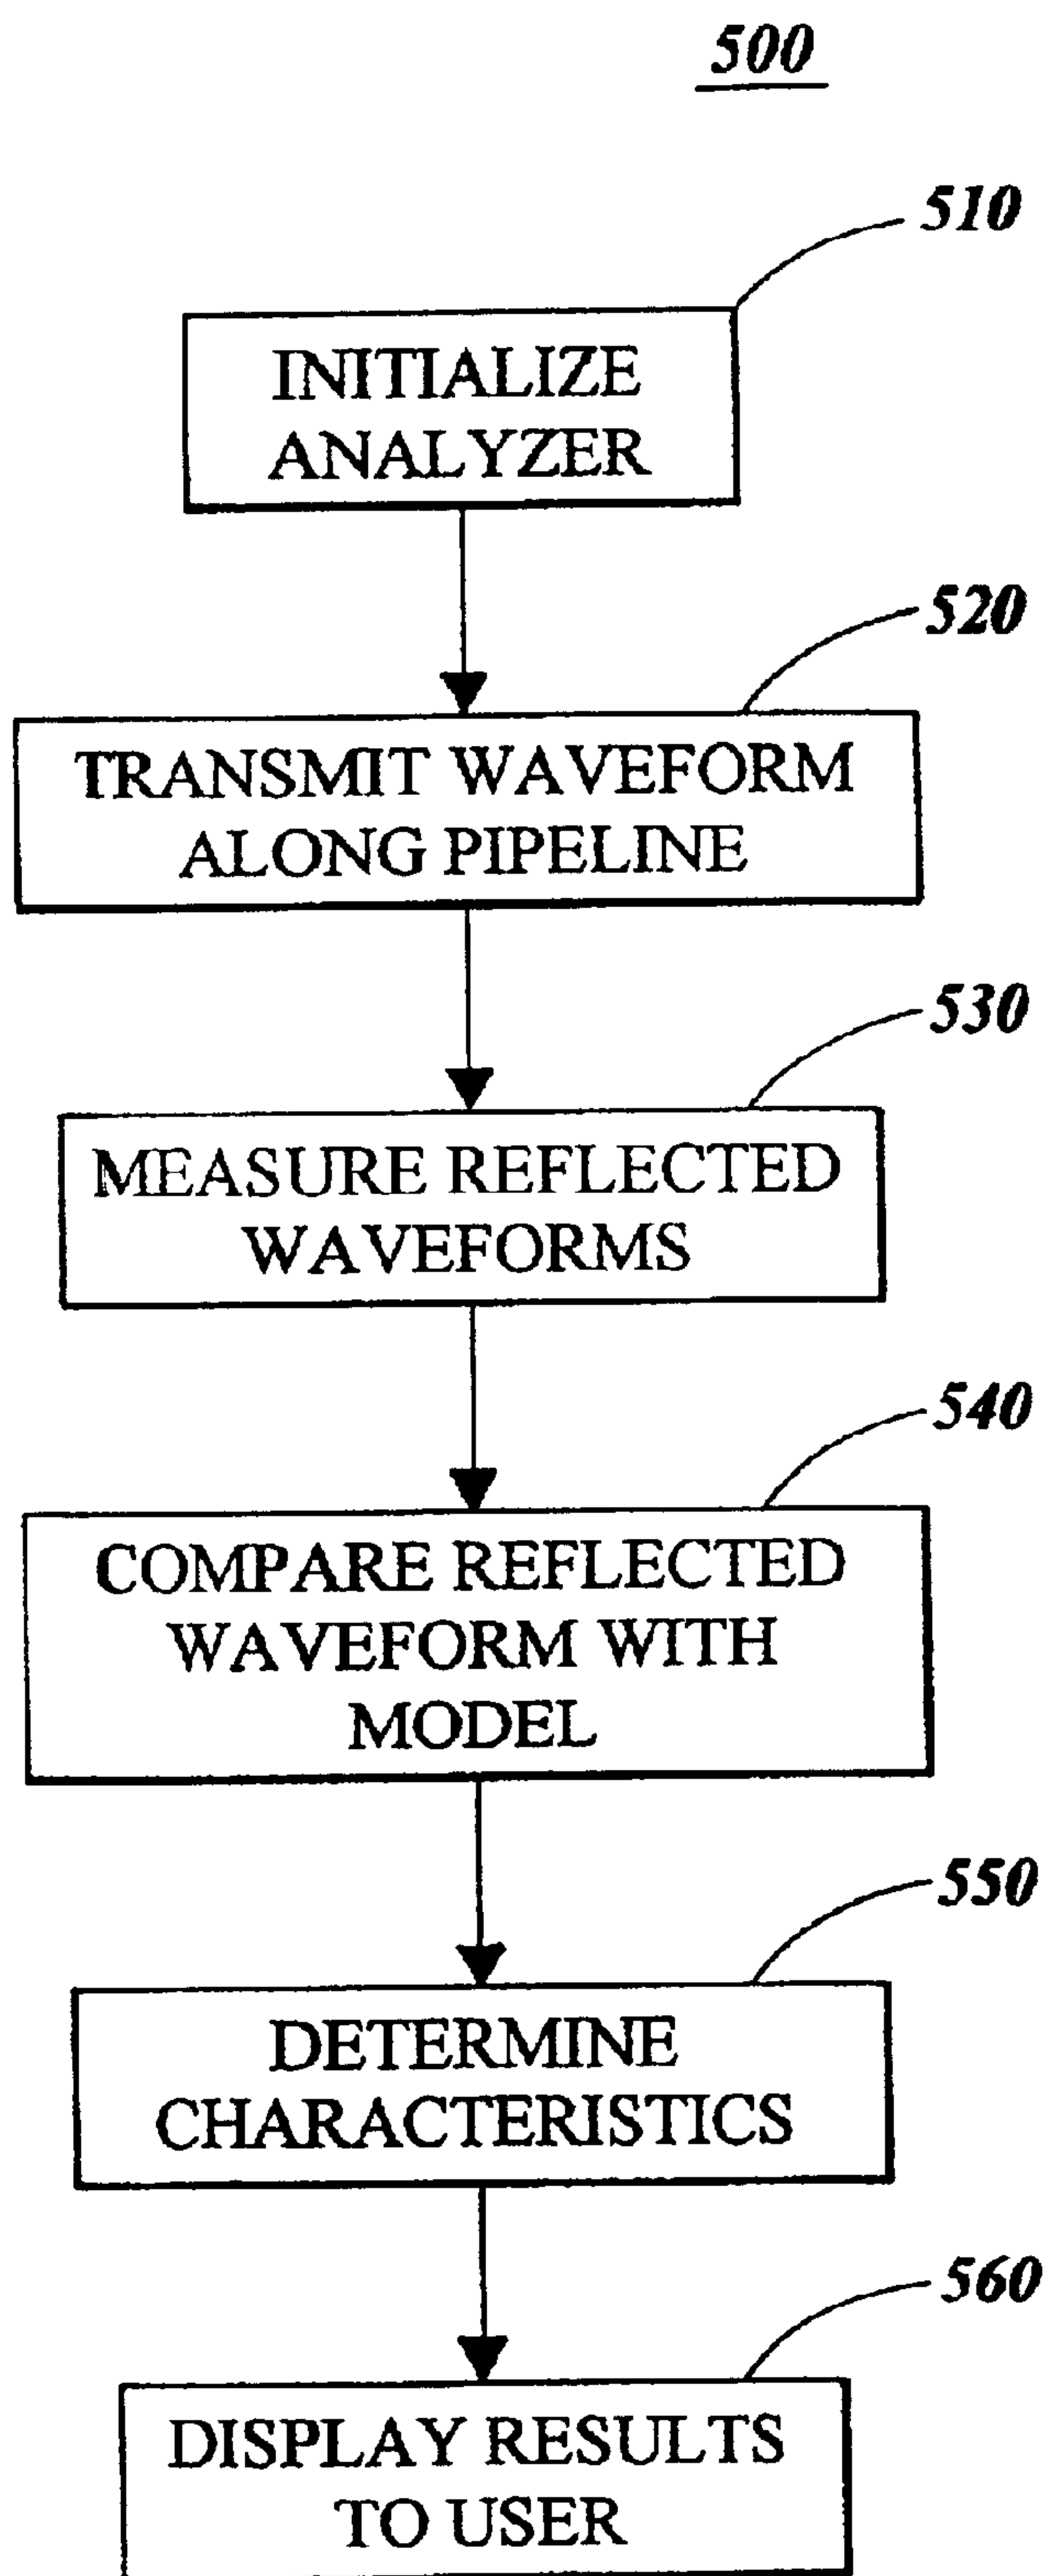 500
510
INITIALIZE
ANALYZER
520
TRANSMIT WAVEFORM
ALONG PIPELINE
530
MEASURE REFLECTED
WAVEFORMS
540
COMPARE REFLECTED
WAVEFORM WITH
MODEL
550
DETERMINE
CHARACTERISTICS
560
DISPLAY RESULTS
TO USER